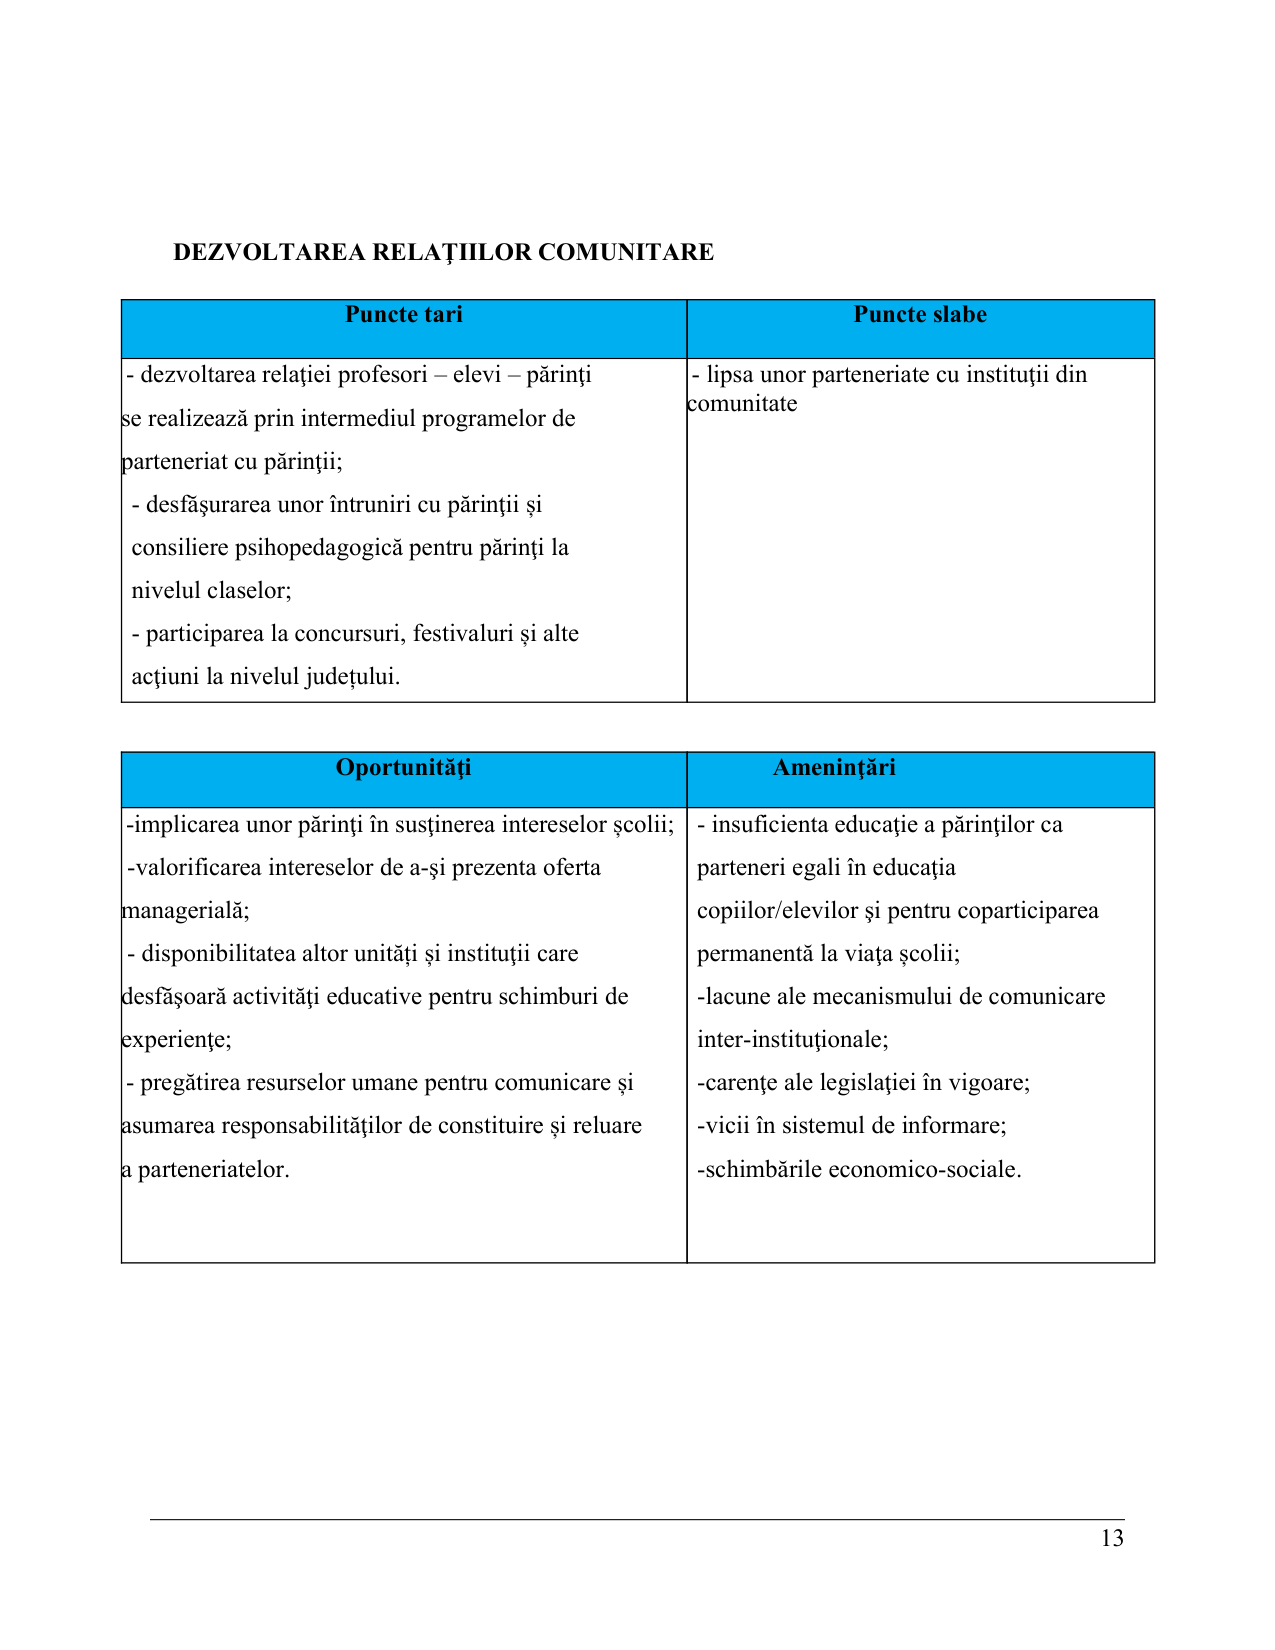 DEZVOLTAREA RELAŢIILOR COMUNITARE
Puncte tari
Puncte slabe
- dezvoltarea relaţiei profesori – elevi – părinţi
se realizează prin intermediul programelor de
parteneriat cu părinţii;
- desfăşurarea unor întruniri cu părinţii și
consiliere psihopedagogică pentru părinţi la
nivelul claselor;
- participarea la concursuri, festivaluri și alte
acţiuni la nivelul județului.
- lipsa unor parteneriate cu instituţii din
comunitate
Oportunităţi
Ameninţări
-implicarea unor părinţi în susţinerea intereselor școlii;
-valorificarea intereselor de a-şi prezenta oferta
managerială;
- disponibilitatea altor unități și instituţii care
desfăşoară activităţi educative pentru schimburi de
experienţe;
- pregătirea resurselor umane pentru comunicare și
asumarea responsabilităţilor de constituire și reluare
a parteneriatelor.
- insuficienta educaţie a părinţilor ca
parteneri egali în educaţia
copiilor/elevilor şi pentru coparticiparea
permanentă la viaţa școlii;
-lacune ale mecanismului de comunicare
inter-instituţionale;
-carenţe ale legislaţiei în vigoare;
-vicii în sistemul de informare;
-schimbările economico-sociale.
13